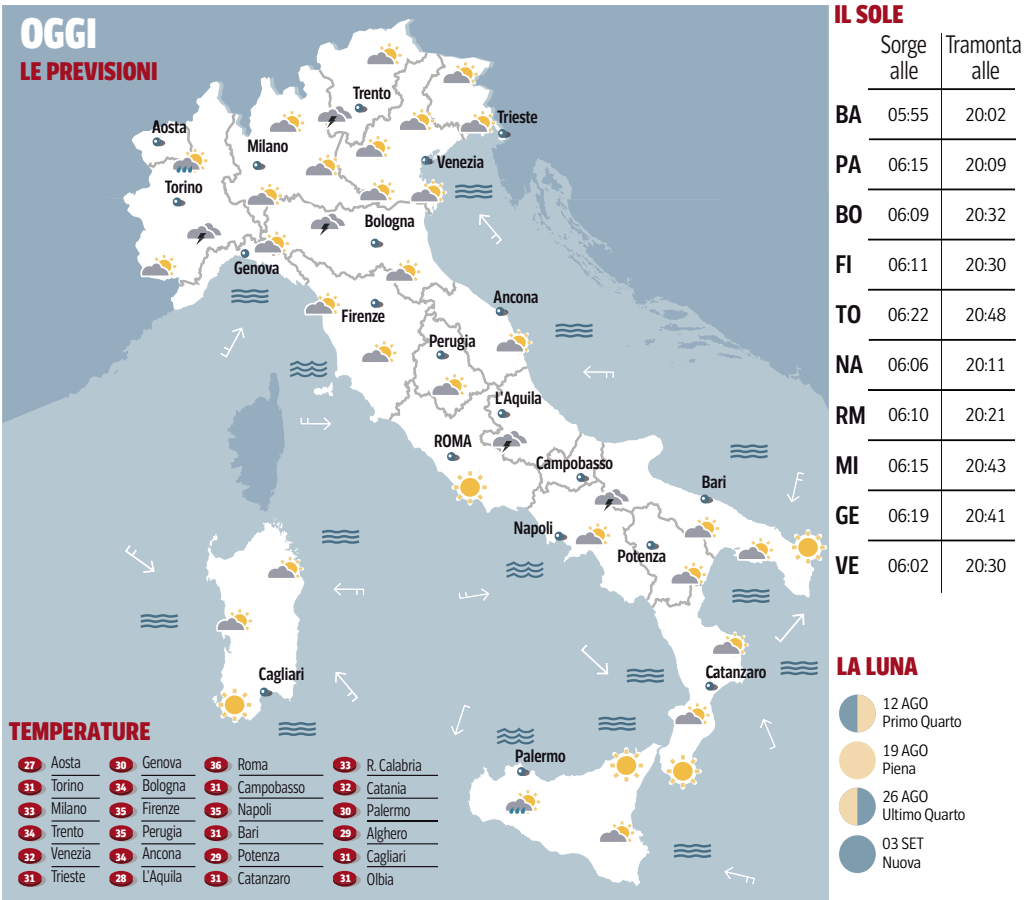 OGGI
LE PREVISIONI
Trento
Aosta
Milano
Trieste
Venezia
Torino
Bologna
Genova
Ancona
Firenze
Perugia
L'Aquila
ROMA
Campobasso
Bari
Napoli
Potenza
Cagliari
Catanzaro
Palermo
TEMPERATURE
27 Aosta
31 Torino
33 Milano
34 Trento
32 Venezia
31 Trieste
30 Genova
34 Bologna
35 Firenze
35 Perugia
34 Ancona
28 L'Aquila
36 Roma
31 Campobasso
35 Napoli
31 Bari
29 Potenza
31 Catanzaro
33 R. Calabria
32 Catania
30 Palermo
29 Alghero
31 Cagliari
31 Olbia
IL SOLE
Sorge alle Tramonta alle
BA 05:55 20:02
PA 06:15 20:09
BO 06:09 20:32
FI 06:11 20:30
TO 06:22 20:48
NA 06:06 20:11
RM 06:10 20:21
MI 06:15 20:43
GE 06:19 20:41
VE 06:02 20:30
LA LUNA
12 AGO
Primo Quarto
19 AGO
Piena
26 AGO
Ultimo Quarto
03 SET
Nuova